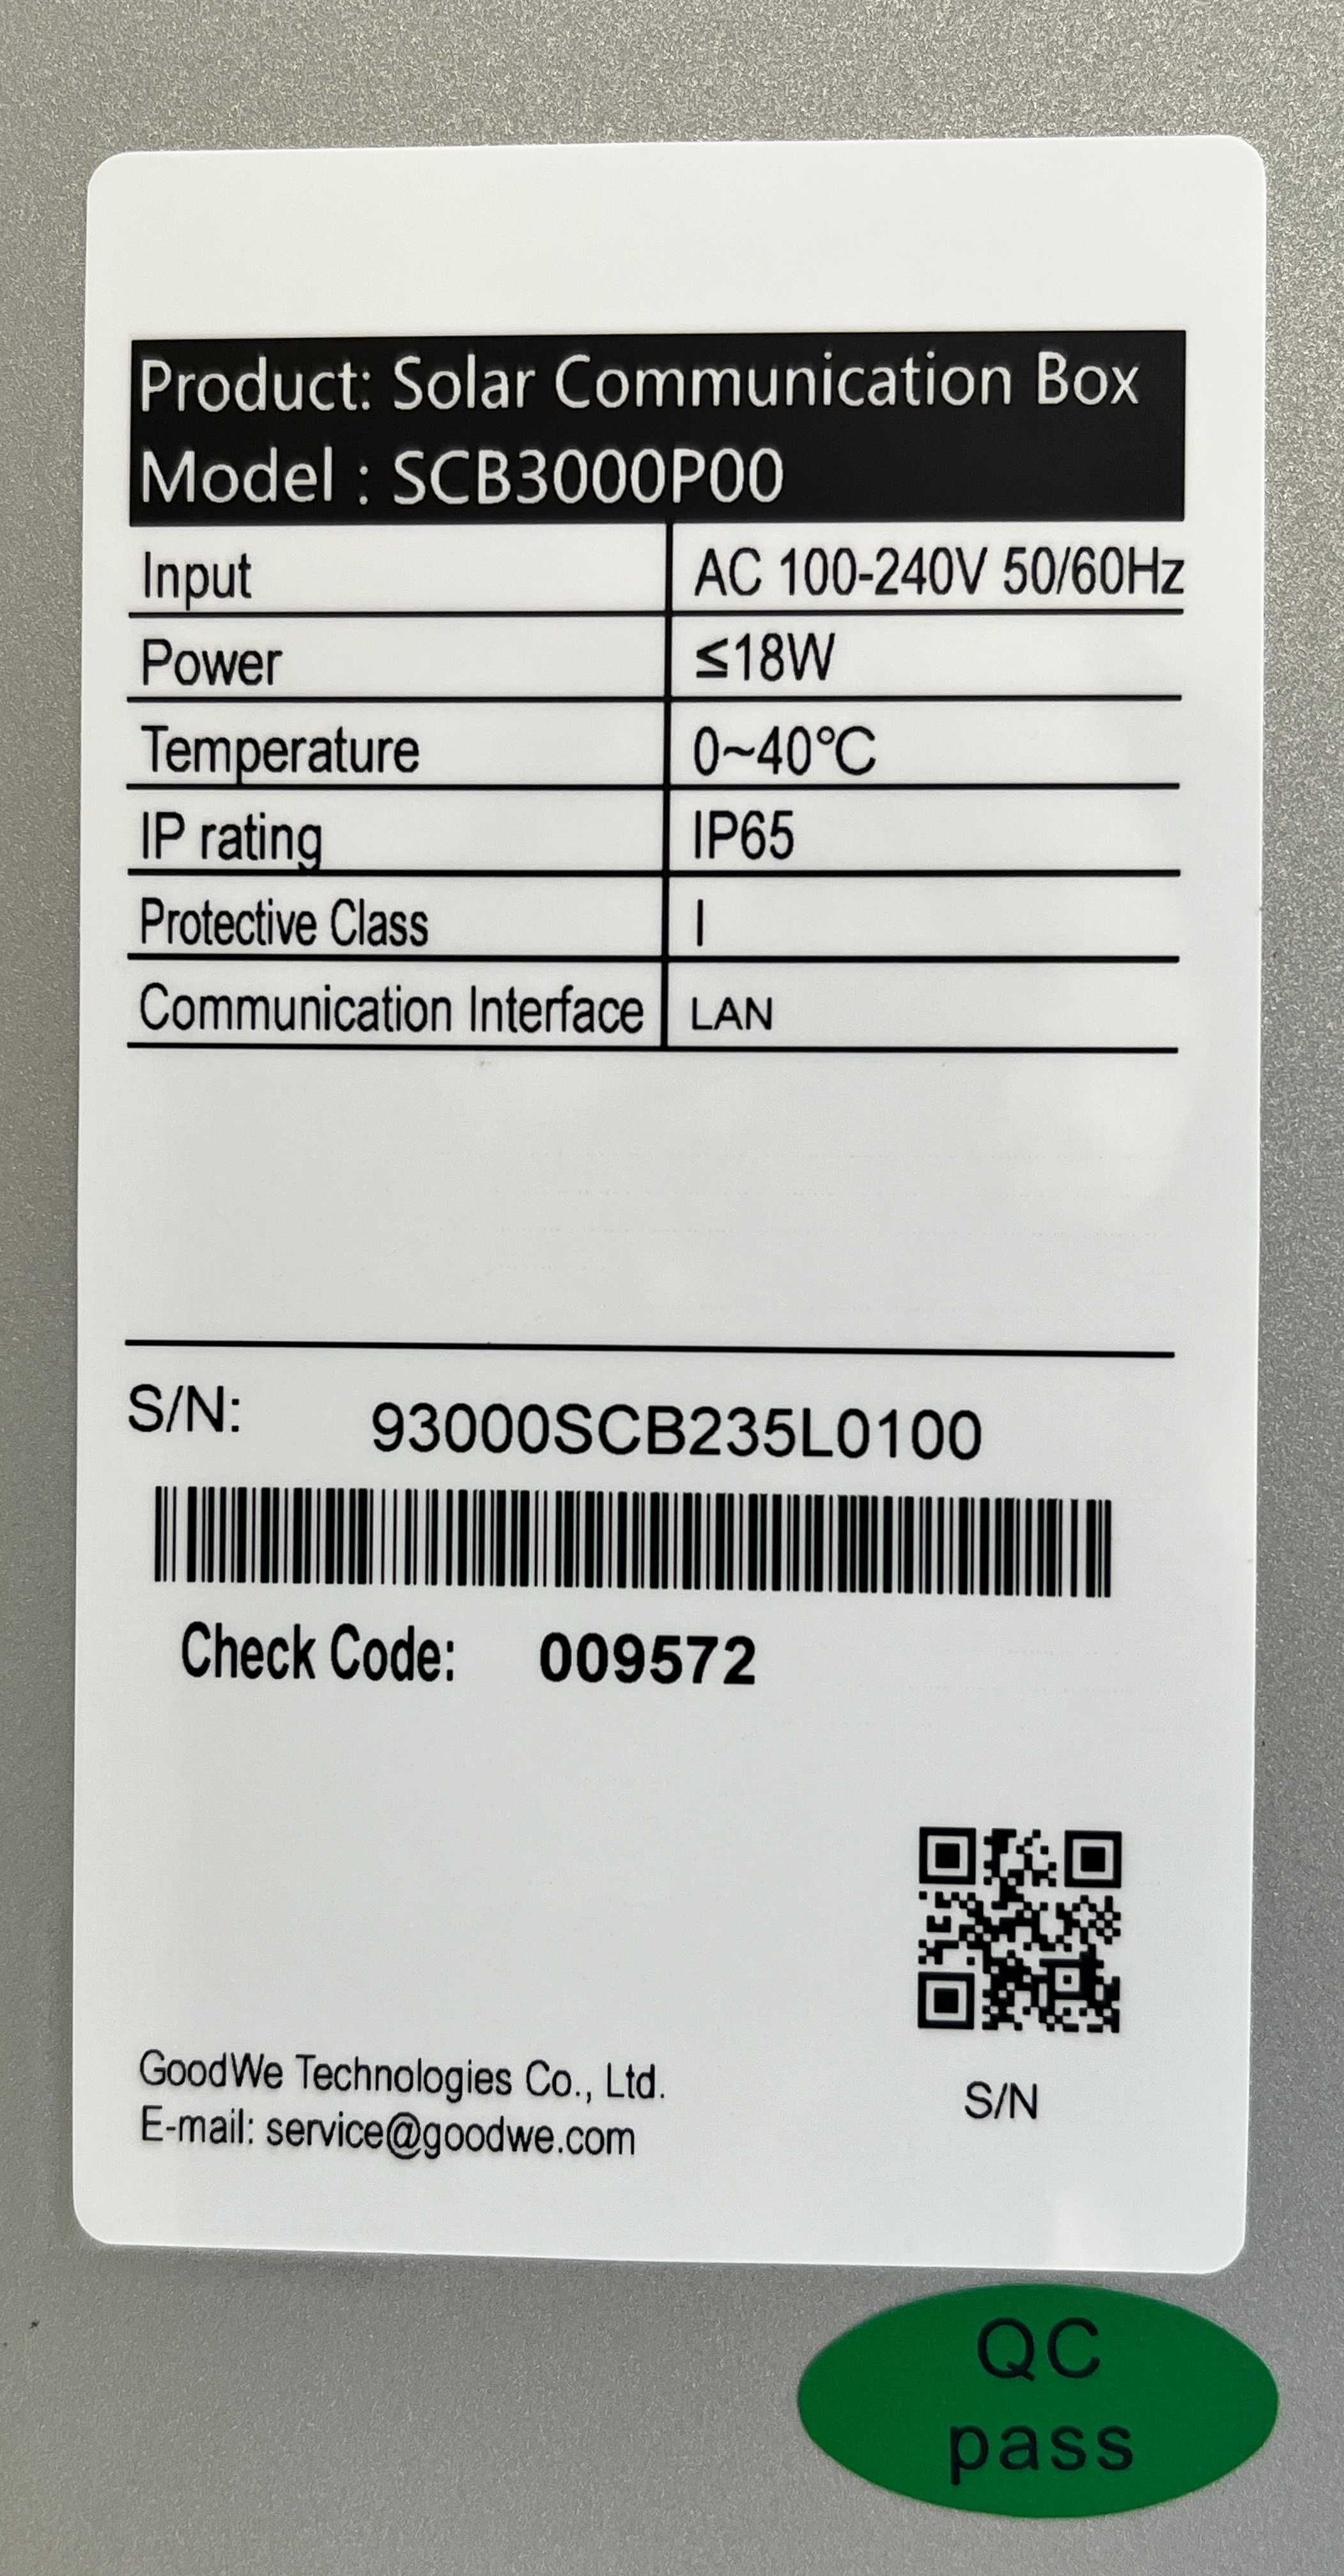 Product: Solar Communication Box
Model : SCB3000P00
Input AC 100-240V 50/60Hz
Power ≤18W
Temperature 0~40℃
IP rating IP65
Protective Class I
Communication Interface LAN
S/N: 93000SCB235L0100
Check Code: 009572
GoodWe Technologies Co., Ltd.
E-mail: service@goodwe.com
S/N
QC
pass